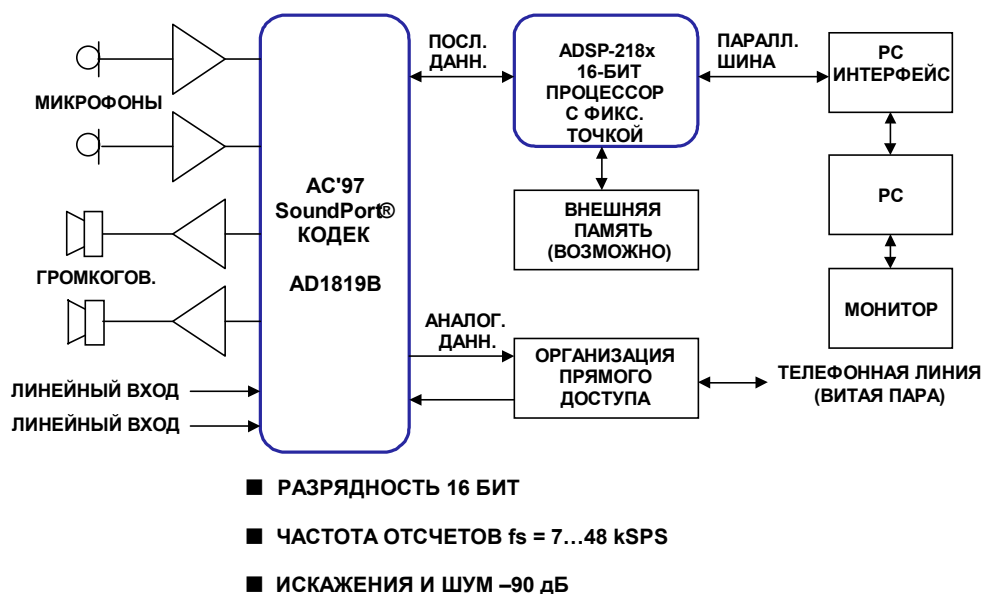 МИКРОФОНЫ
ГРОМКОГОВ.
ЛИНЕЙНЫЙ ВХОД
ЛИНЕЙНЫЙ ВХОД
AC'97
SoundPort®
КОДЕК
AD1819B
ПОСЛ.
ДАНН.
ADSP-218x
16-БИТ
ПРОЦЕССОР
С ФИКС.
ТОЧКОЙ
ПАРАЛЛ.
ШИНА
PC
ИНТЕРФЕЙС
PC
МОНИТОР
ВНЕШНЯЯ
ПАМЯТЬ
(ВОЗМОЖНО)
АНАЛОГ.
ДАНН.
ОРГАНИЗАЦИЯ
ПРЯМОГО
ДОСТУПА
ТЕЛЕФОННАЯ ЛИНИЯ
(ВИТАЯ ПАРА)
■ РАЗРЯДНОСТЬ 16 БИТ
■ ЧАСТОТА ОТСЧЕТОВ fs = 7…48 kSPS
■ ИСКАЖЕНИЯ И ШУМ –90 дБ